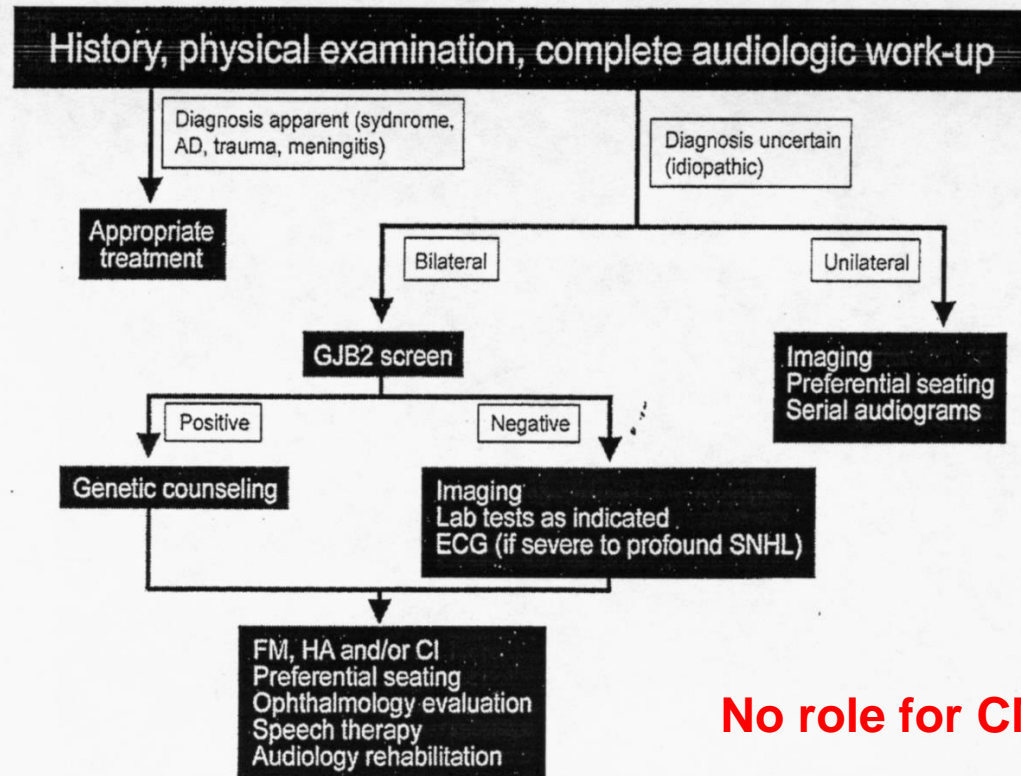 History, physical examination, complete audiologic work-up
Diagnosis apparent (sydnrome,
AD, trauma, meningitis)
Diagnosis uncertain
(idiopathic)
Appropriate
treatment
Bilateral
Unilateral
GJB2 screen
Imaging
Preferential seating
Serial audiograms
Positive
Negative
Genetic counseling
Imaging
Lab tests as indicated
ECG (if severe to profound SNHL)
FM, HA and/or CI
Preferential seating
Ophthalmology evaluation
Speech therapy
Audiology rehabilitation
No role for CI